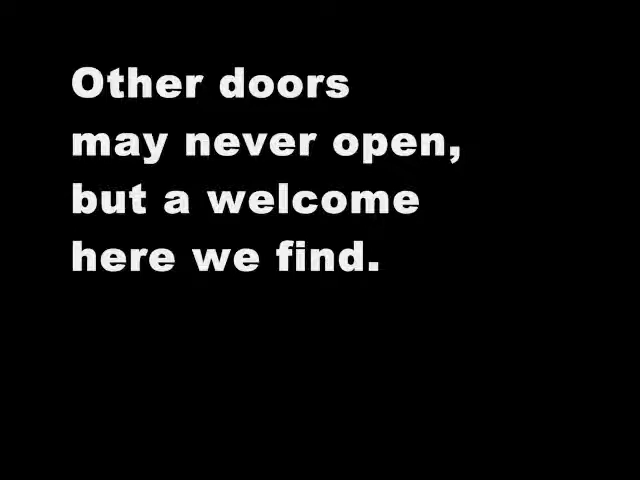 Other doors
may never open,
but a welcome
here we find.